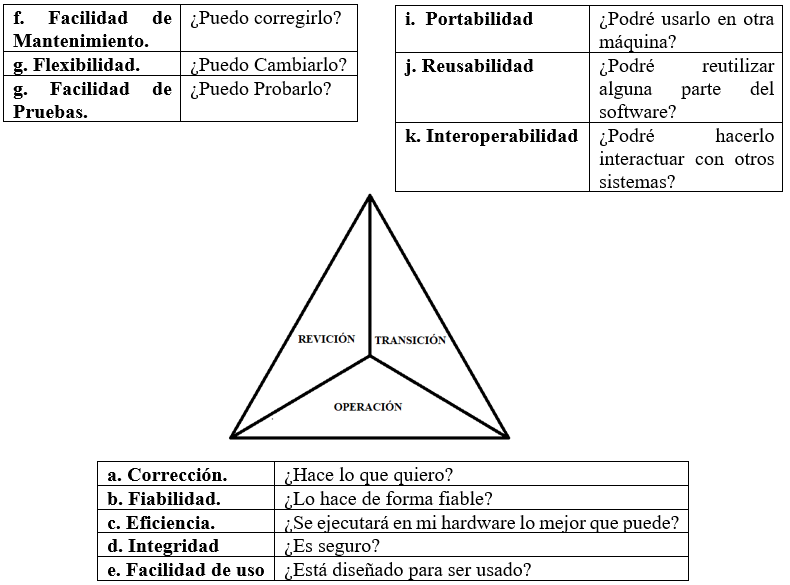 f. Facilidad de ¿Puedo corregirlo?
Mantenimiento.
g. Flexibilidad. ¿Puedo Cambiarlo?
g. Facilidad de ¿Puedo Probarlo?
Pruebas.
i. Portabilidad ¿Podré usarlo en otra
máquina?
j. Reusabilidad ¿Podré reutilizar
alguna parte del
software?
k. Interoperabilidad ¿Podré hacerlo
interactuar con otros
sistemas?
REVICIÓN TRANSICIÓN
OPERACIÓN
a. Corrección. ¿Hace lo que quiero?
b. Fiabilidad. ¿Lo hace de forma fiable?
c. Eficiencia. ¿Se ejecutará en mi hardware lo mejor que puede?
d. Integridad ¿Es seguro?
e. Facilidad de uso ¿Está diseñado para ser usado?